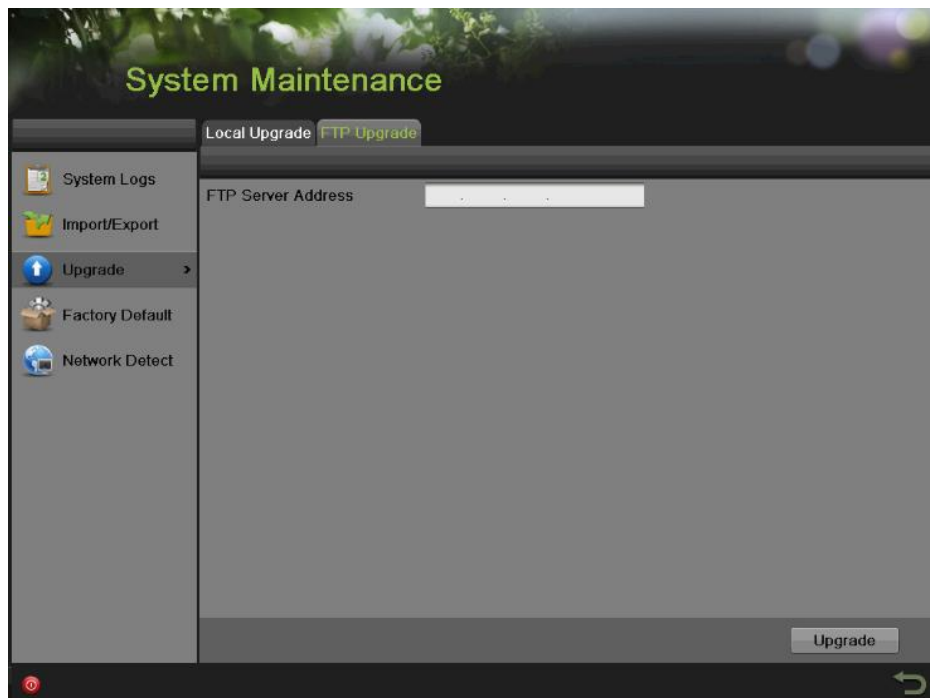 System Maintenance
Local Upgrade FTP Upgrade
System Logs
Import/Export
Upgrade >
Factory Default
Network Detect
FTP Server Address . . .
Upgrade